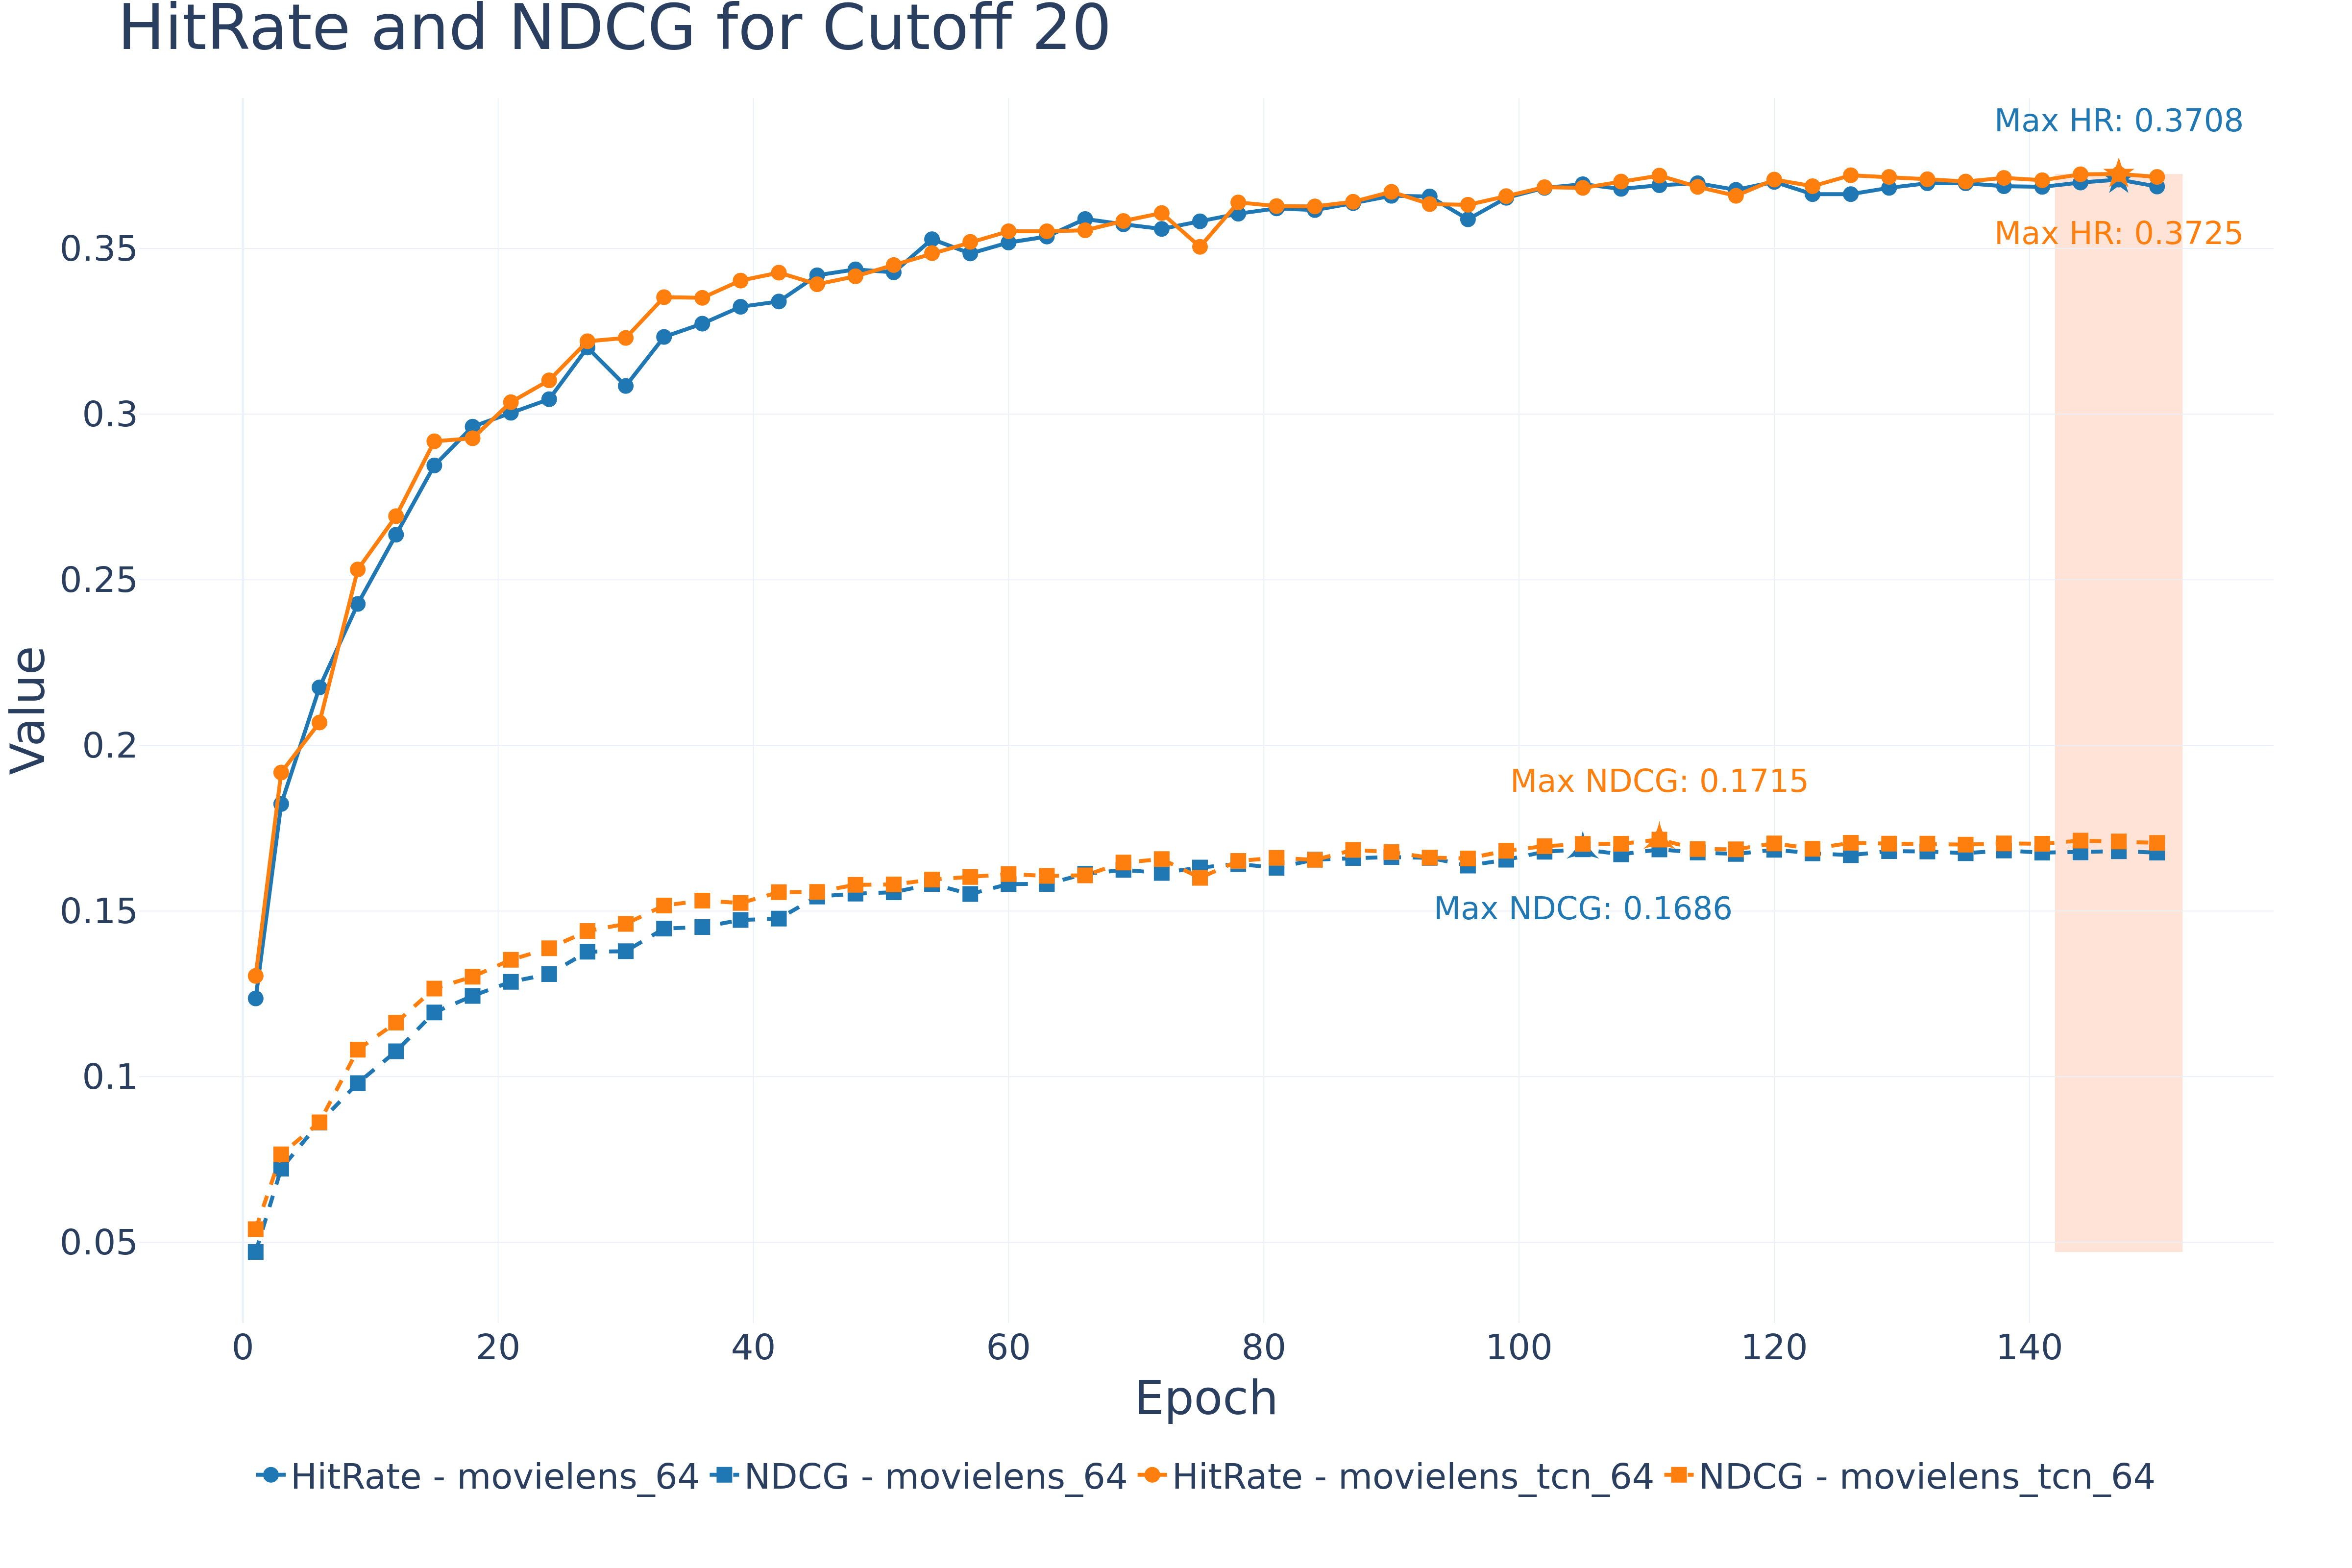 HitRate and NDCG for Cutoff 20
Max HR: 0.3708
Max HR: 0.3725
0.35
0.3
0.25
0.2
0.15
0.1
0.05
Value
Max NDCG: 0.1715
Max NDCG: 0.1686
0 20 40 60 80 100 120 140
Epoch
HitRate - movielens_64 NDCG - movielens_64 HitRate - movielens_tcn_64 NDCG - movielens_tcn_64